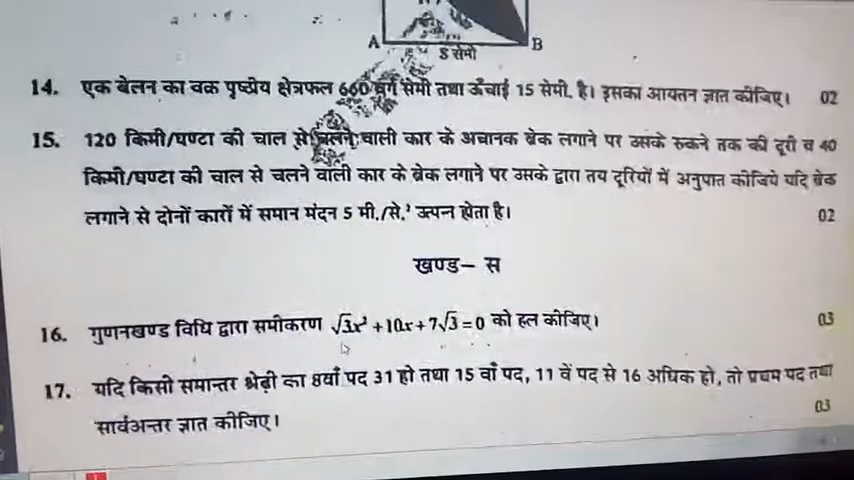 A 8 सेमी B
14. एक बेलन का वक्र पृष्ठीय क्षेत्रफल 660 वर्ग सेमी तथा ऊँचाई 15 सेमी. है। इसका आयतन ज्ञात कीजिए। 02
15. 120 किमी/घण्टा की चाल से चलने वाली कार के अचानक ब्रेक लगाने पर उसके रुकने तक की दूरी व 40
किमी/घण्टा की चाल से चलने वाली कार के ब्रेक लगाने पर उसके द्वारा तय दूरियों में अनुपात कीजिये यदि ब्रेक
लगाने से दोनों कारों में समान मंदन 5 मी./से.² उत्पन्न होता है। 02
खण्ड– स
16. गुणनखण्ड विधि द्वारा समीकरण √3x² + 10x + 7√3 = 0 को हल कीजिए। 03
17. यदि किसी समान्तर श्रेढ़ी का 8वाँ पद 31 हो तथा 15 वाँ पद, 11 वें पद से 16 अधिक हो, तो प्रथम पद तथा
सार्वअन्तर ज्ञात कीजिए। 03